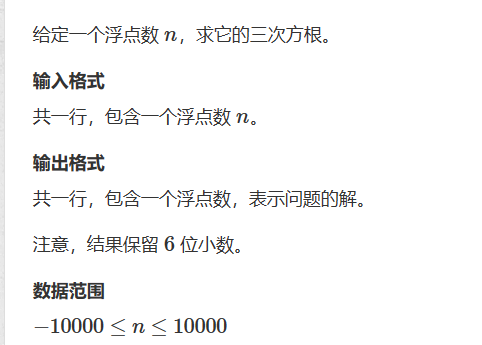 给定一个浮点数 n，求它的三次方根。
输入格式
共一行，包含一个浮点数 n。
输出格式
共一行，包含一个浮点数，表示问题的解。
注意，结果保留 6 位小数。
数据范围
−10000 ≤ n ≤ 10000